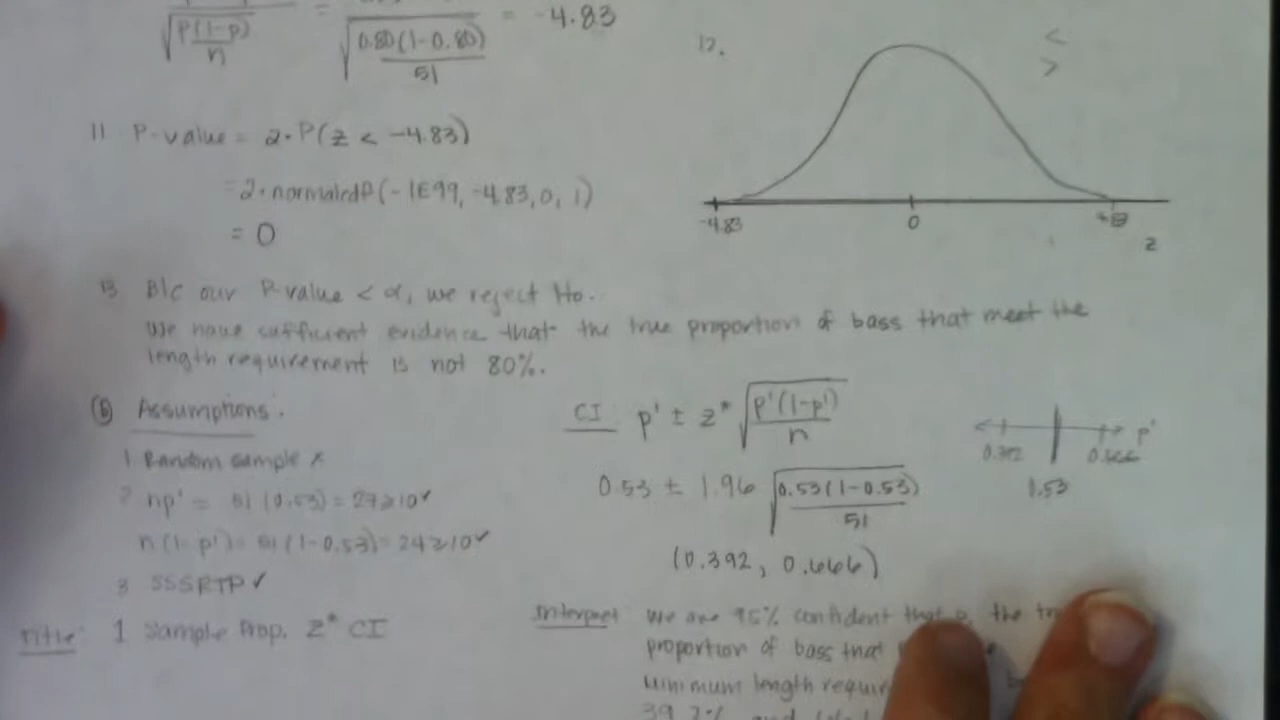 √(P(1-p)/n) = √(0.80(1-0.80)/51) = -4.83
12.
<
>
11 P-value = 2·P(z < -4.83)
= 2·normalcdf(-1E99, -4.83, 0, 1)
= 0
-4.83 0
z
13 B/c our P-value < α, we reject Ho.
We have sufficient evidence that the true proportion of bass that meet the
length requirement is not 80%.
(b) Assumptions:
1 Random sample x
2 np' = 51(0.53) = 27≥10✓
n(1-p') = 51(1-0.53) = 24≥10✓
3 SSSRTP ✓
Title: 1 Sample Prop. Z* CI
CI p' ± z* √(p'(1-p')/n)
0.53 ± 1.96 √(0.53(1-0.53)/51)
(0.392, 0.666)
p'
0.392 0.666
0.53
Interpret: We are 95% confident that p, the
proportion of bass that
minimum length
39.2% and